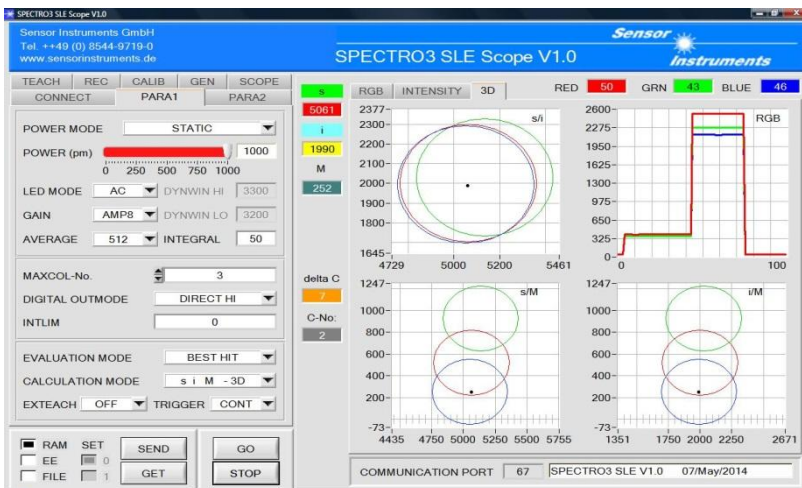 SPECTRO3 SLE Scope V1.0
Sensor Instruments GmbH
Tel. ++49 (0) 8544-9719-0
www.sensorinstruments.de
SPECTRO3 SLE Scope V1.0
Sensor
Instruments
TEACH REC CALIB GEN SCOPE
CONNECT PARA1 PARA2
POWER MODE STATIC
POWER (pm) 1000
0 250 500 750 1000
LED MODE AC DYNWIN HI 3300
GAIN AMP8 DYNWIN LO 3200
AVERAGE 512 INTEGRAL 50
MAXCOL-No. 3
DIGITAL OUTMODE DIRECT HI
INTLIM 0
EVALUATION MODE BEST HIT
CALCULATION MODE s i M - 3D
EXTEACH OFF TRIGGER CONT
RAM SET
EE 0
FILE 1
SEND GO
GET STOP
s
5061
i
1990
M
252
delta C
7
C-No:
2
RGB INTENSITY 3D
RED 50 GRN 43 BLUE 46
s/i
2377
2300
2200
2100
2000
1900
1800
1645
4729 5000 5200 5461
RGB
2600
2275
1950
1625
1300
975
650
325
0
0 100
s/M
1247
1000
800
600
400
200
-73
4435 4750 5000 5250 5500 5755
i/M
1247
1000
800
600
400
200
-73
1351 1750 2000 2250 2671
COMMUNICATION PORT 67 SPECTRO3 SLE V1.0 07/May/2014